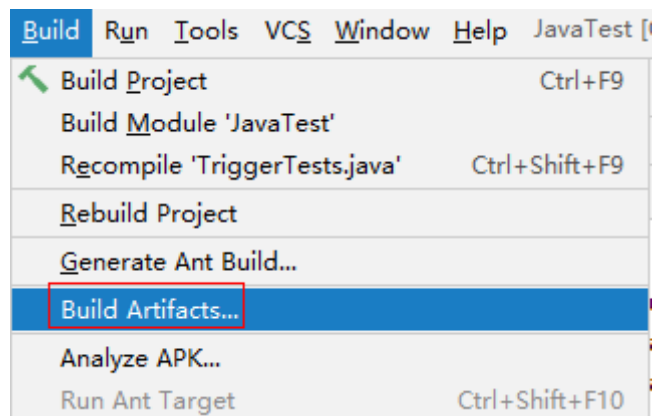 Build Run Tools VCS Window Help JavaTest [
Build Project Ctrl+F9
Build Module 'JavaTest'
Recompile 'TriggerTests.java' Ctrl+Shift+F9
Rebuild Project
Generate Ant Build...
Build Artifacts...
Analyze APK...
Run Ant Target Ctrl+Shift+F10